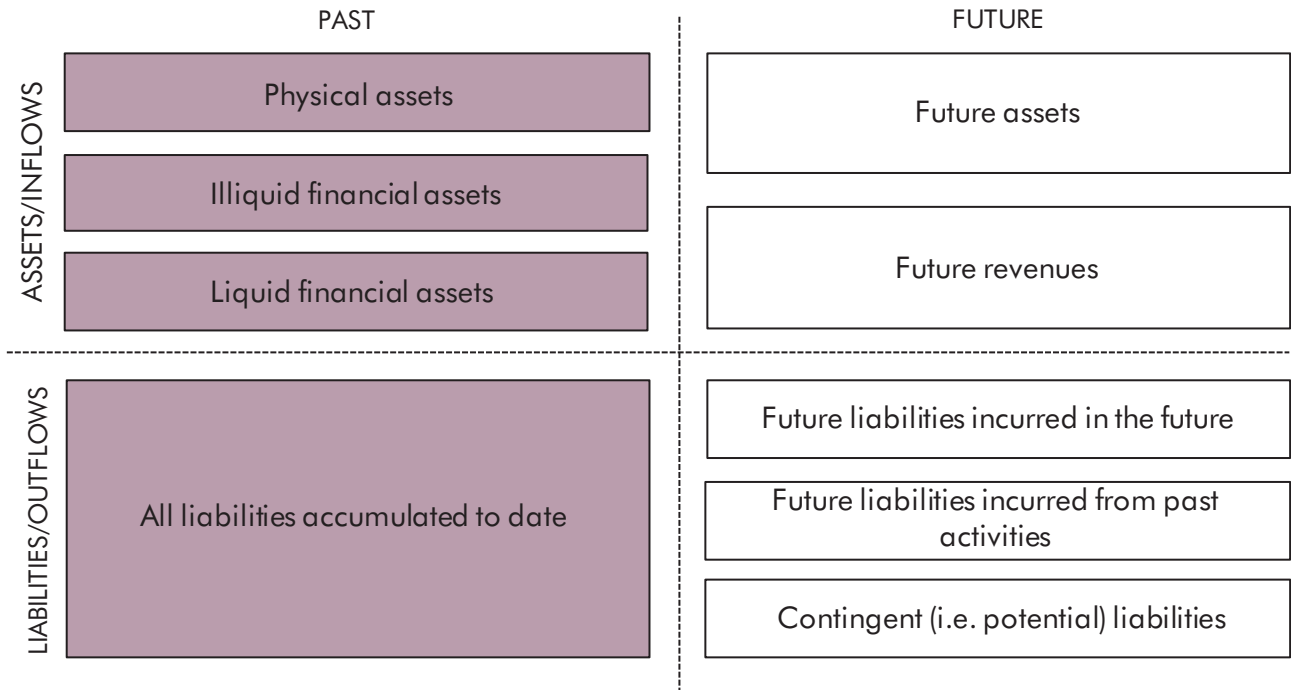 PAST
FUTURE
ASSETS/INFLOWS
Physical assets
Illiquid financial assets
Liquid financial assets
Future assets
Future revenues
LIABILITIES/OUTFLOWS
All liabilities accumulated to date
Future liabilities incurred in the future
Future liabilities incurred from past
activities
Contingent (i.e. potential) liabilities